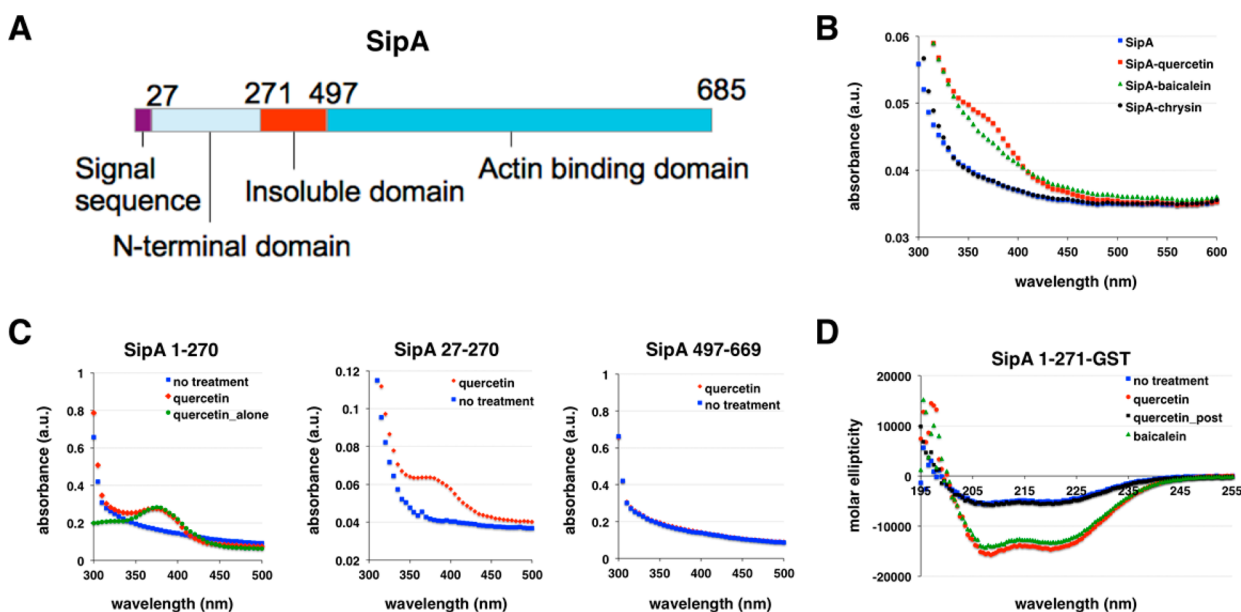 A
SipA
27
271
497
685
Signal
sequence
N-terminal domain
Insoluble domain
Actin binding domain
B
0.06
0.05
0.04
0.03
absorbance (a.u.)
300 350 400 450 500 550 600
wavelength (nm)
SipA
SipA-quercetin
SipA-baicalein
SipA-chrysin
C
SipA 1-270
1
0.8
0.6
0.4
0.2
0
absorbance (a.u.)
no treatment
quercetin
quercetin_alone
300 350 400 450 500
wavelength (nm)
SipA 27-270
0.12
0.1
0.08
0.06
0.04
0.02
absorbance (a.u.)
quercetin
no treatment
300 350 400 450 500
wavelength (nm)
SipA 497-669
1
0.8
0.6
0.4
0.2
0
absorbance (a.u.)
quercetin
no treatment
300 350 400 450 500
wavelength (nm)
D
SipA 1-271-GST
20000
10000
0
-10000
-20000
molar ellipticity
no treatment
quercetin
quercetin_post
baicalein
195 205 215 225 235 245 255
wavelength (nm)